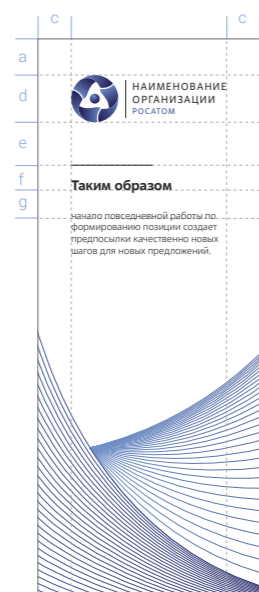 c c
a
d
НАИМЕНОВАНИЕ
ОРГАНИЗАЦИИ
РОСАТОМ
e
f
Таким образом
g
начало повседневной работы по
формированию позиции создает
предпосылки качественно новых
шагов для новых предложений.